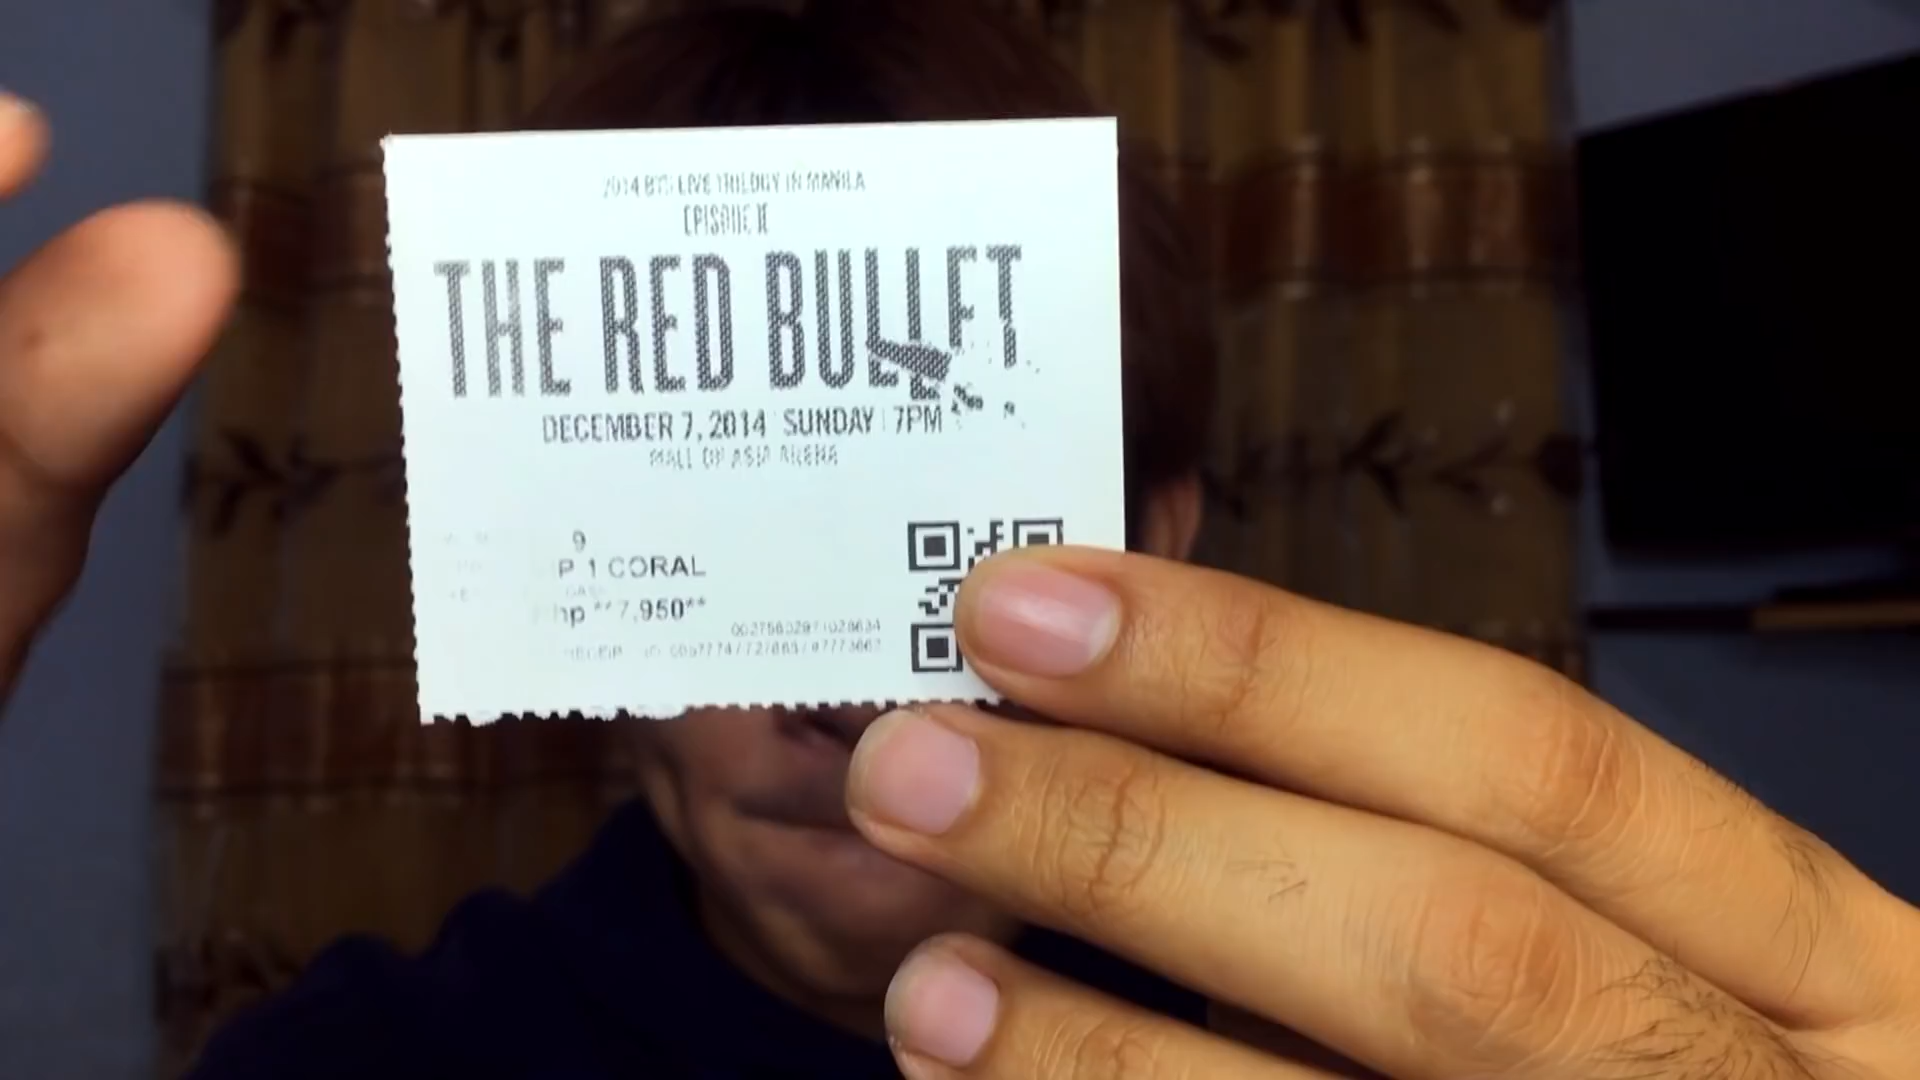 2014 BTS LIVE TRILOGY IN MANILA
EPISODE II
THE RED BULLET
DECEMBER 7, 2014 SUNDAY | 7PM
MALL OF ASIA ARENA
9
P 1 CORAL
hp **7,950**